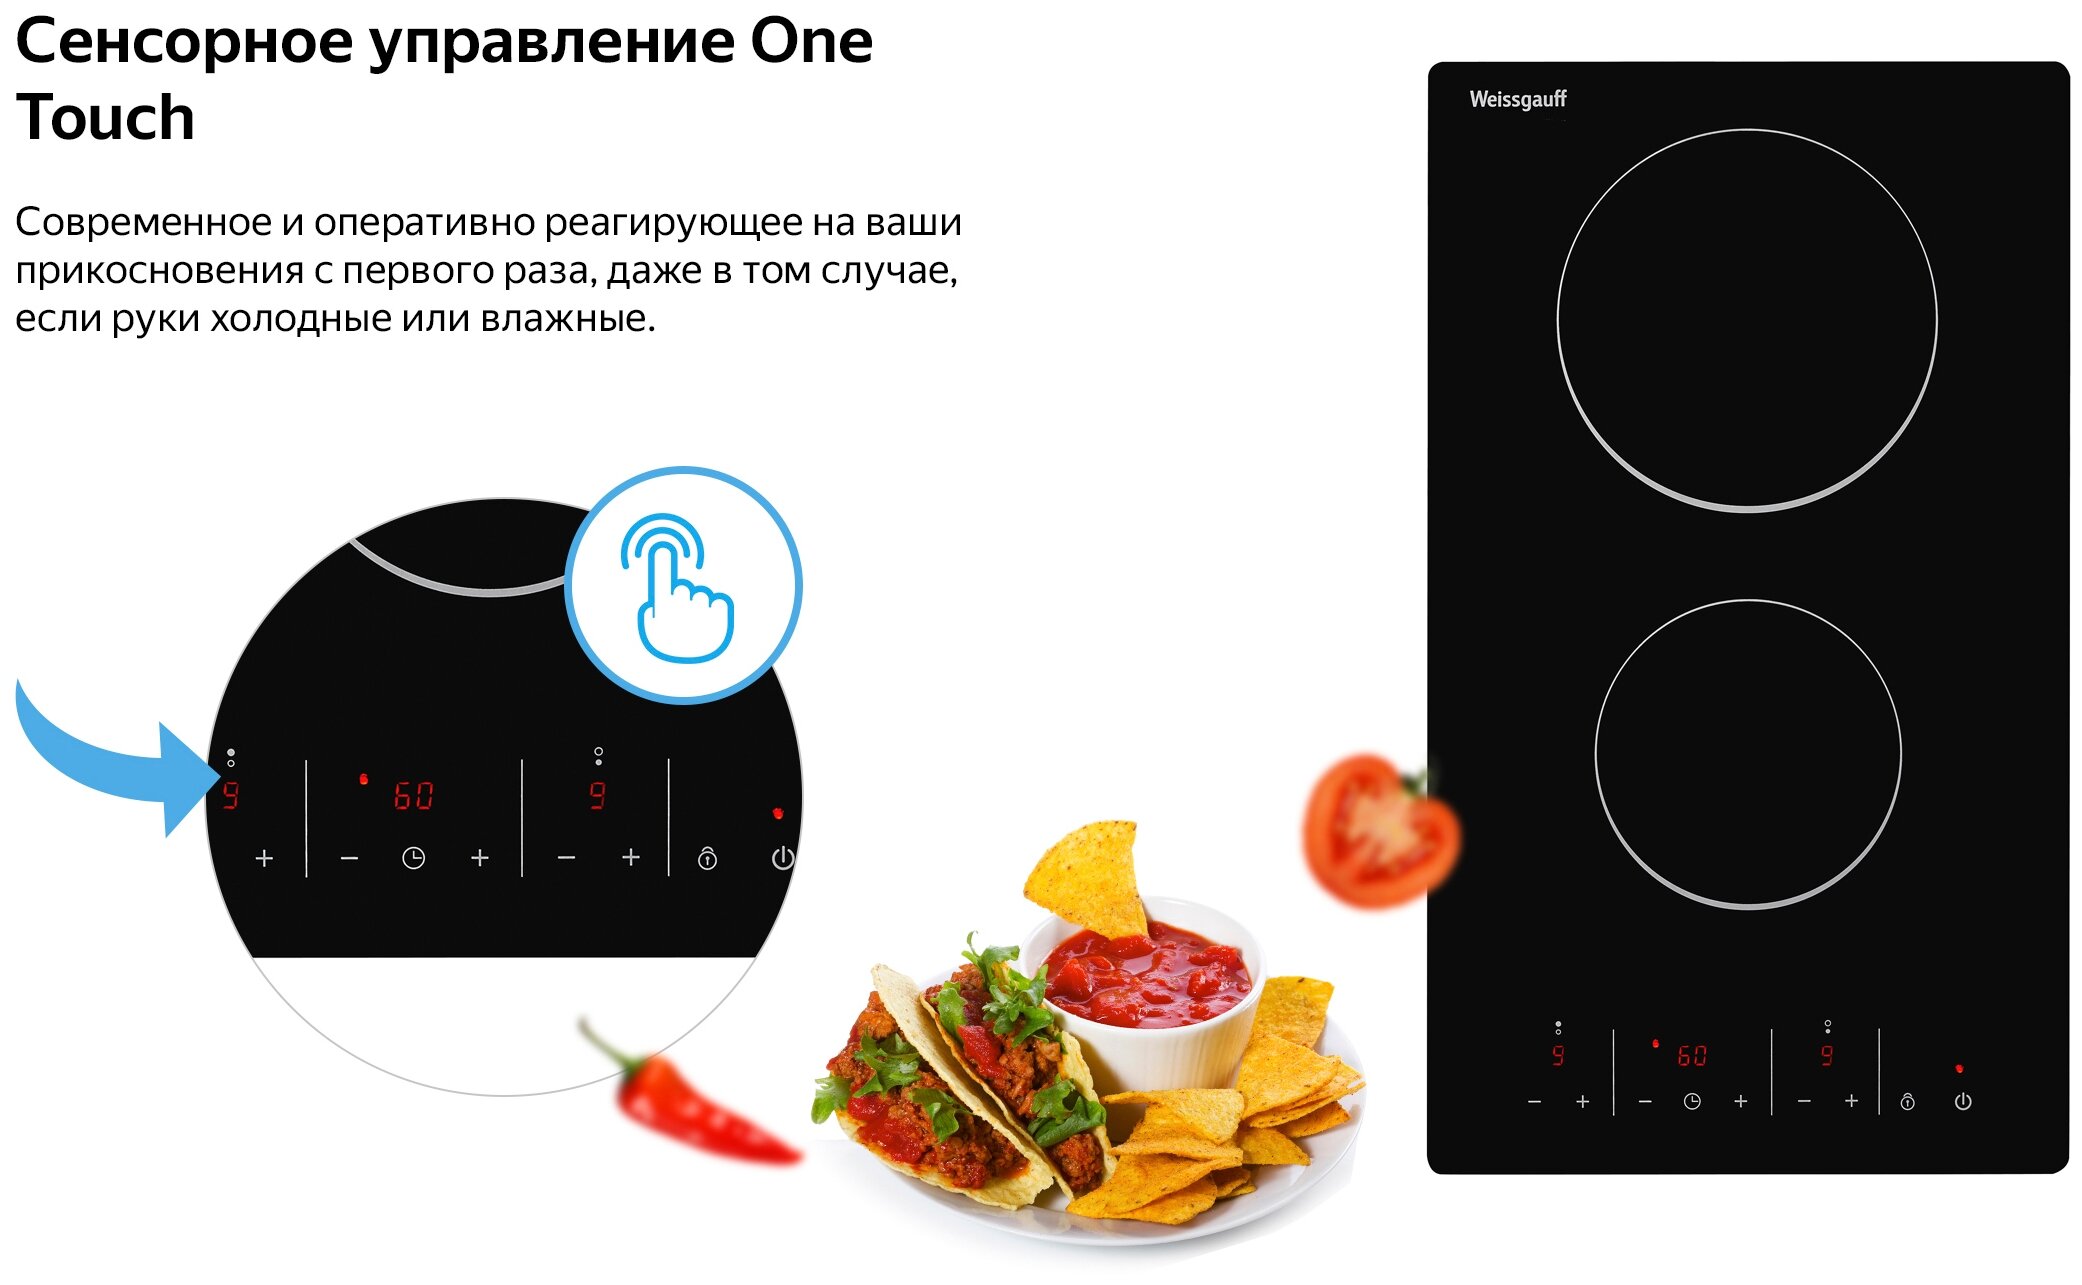 Сенсорное управление One
Touch
Современное и оперативно реагирующее на ваши
прикосновения с первого раза, даже в том случае,
если руки холодные или влажные.
Weissgauff
9 60 9
+ − + − +
9 60 9
− + − + − +